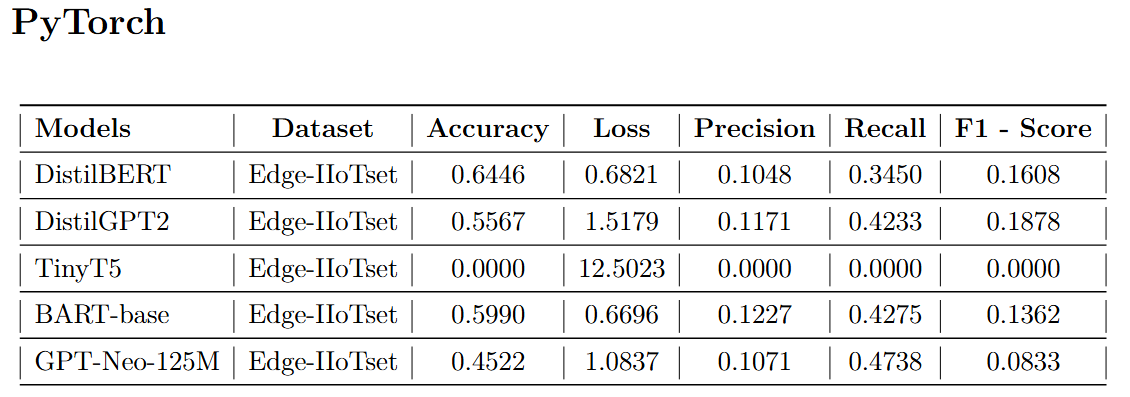 PyTorch
Models Dataset Accuracy Loss Precision Recall F1 - Score
DistilBERT Edge-IIoTset 0.6446 0.6821 0.1048 0.3450 0.1608
DistilGPT2 Edge-IIoTset 0.5567 1.5179 0.1171 0.4233 0.1878
TinyT5 Edge-IIoTset 0.0000 12.5023 0.0000 0.0000 0.0000
BART-base Edge-IIoTset 0.5990 0.6696 0.1227 0.4275 0.1362
GPT-Neo-125M Edge-IIoTset 0.4522 1.0837 0.1071 0.4738 0.0833